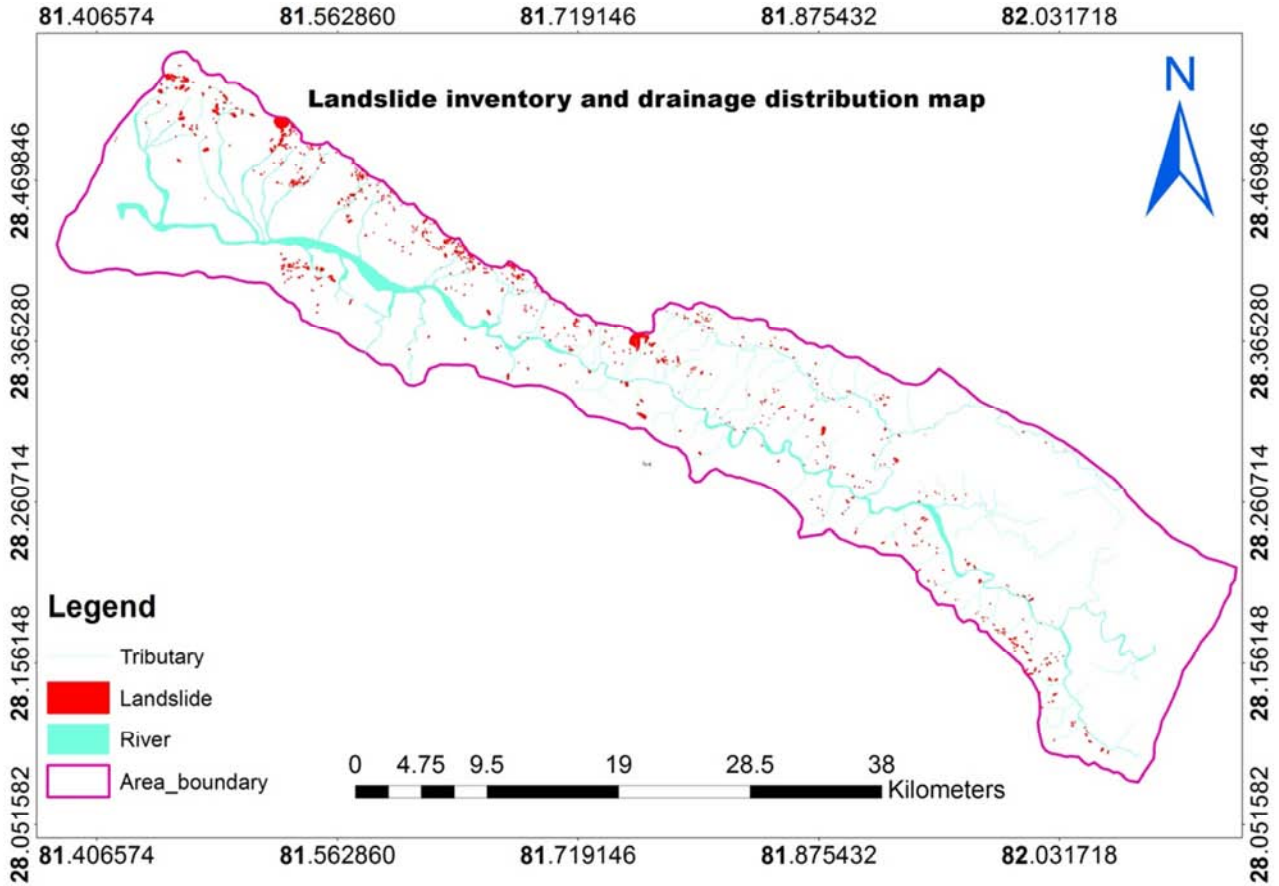 81.406574 81.562860 81.719146 81.875432 82.031718
Landslide inventory and drainage distribution map
N
28.469846
28.365280
28.260714
28.156148
28.051582
28.469846
28.365280
28.260714
28.156148
28.051582
Legend
Tributary
Landslide
River
Area_boundary
0 4.75 9.5 19 28.5 38
Kilometers
81.406574 81.562860 81.719146 81.875432 82.031718